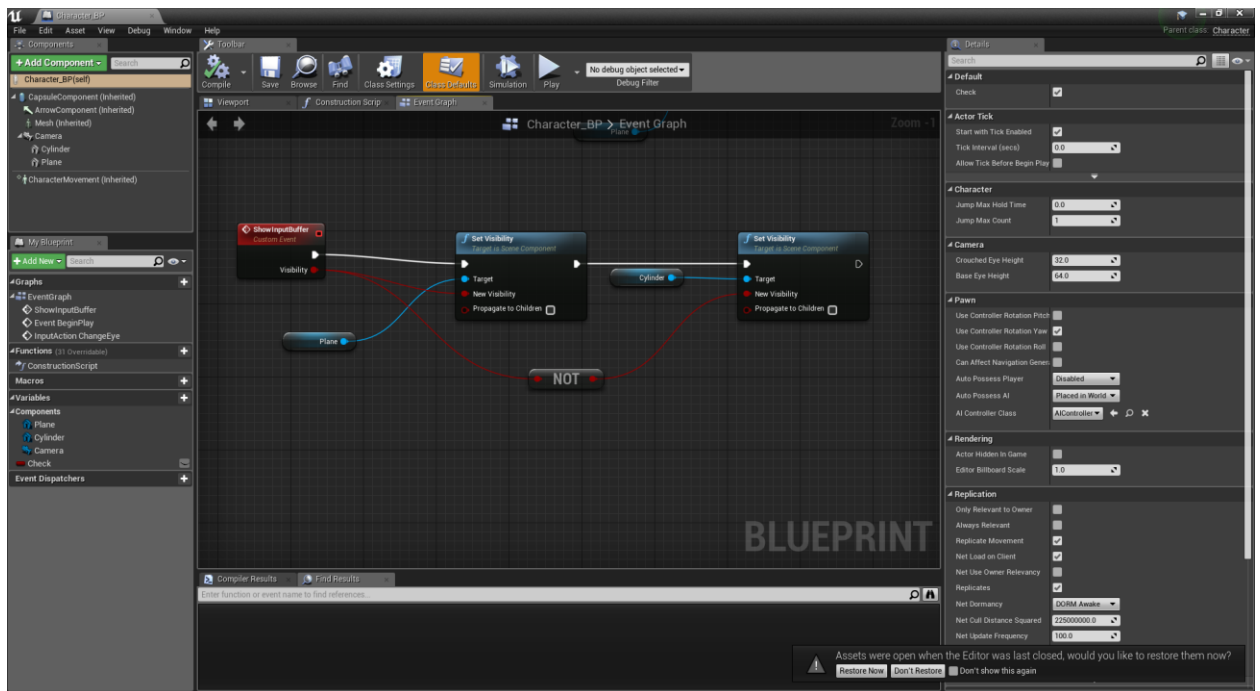 Character_BP
File Edit Asset View Debug Window Help
Parent class: Character
Components
+Add Component Search
Character_BP(self)
CapsuleComponent (Inherited)
ArrowComponent (Inherited)
Mesh (Inherited)
Camera
Cylinder
Plane
CharacterMovement (Inherited)
My Blueprint
+Add New Search
Graphs
EventGraph
ShowInputBuffer
Event BeginPlay
InputAction ChangeEye
Functions (31 Overridable)
ConstructionScript
Macros
Variables
Components
Plane
Cylinder
Camera
Check
Event Dispatchers
Toolbar
Compile Save Browse Find Class Settings Class Defaults Simulation Play
No debug object selected
Debug Filter
Viewport Construction Scrip Event Graph
Character_BP > Event Graph
Zoom -1
Plane
ShowInputBuffer
Custom Event
Visibility
Plane
Set Visibility
Target is Scene Component
Target
New Visibility
Propagate to Children
Cylinder
NOT
Set Visibility
Target is Scene Component
Target
New Visibility
Propagate to Children
BLUEPRINT
Compiler Results Find Results
Enter function or event name to find references...
Details
Search
Default
Check
Actor Tick
Start with Tick Enabled
Tick Interval (secs) 0.0
Allow Tick Before Begin Play
Character
Jump Max Hold Time 0.0
Jump Max Count 1
Camera
Crouched Eye Height 32.0
Base Eye Height 64.0
Pawn
Use Controller Rotation Pitch
Use Controller Rotation Yaw
Use Controller Rotation Roll
Can Affect Navigation Gener
Auto Possess Player Disabled
Auto Possess AI Placed in World
AI Controller Class AIController
Rendering
Actor Hidden In Game
Editor Billboard Scale 1.0
Replication
Only Relevant to Owner
Always Relevant
Replicate Movement
Net Load on Client
Net Use Owner Relevancy
Replicates
Net Dormancy DORM Awake
Net Cull Distance Squared 225000000.0
Net Update Frequency 100.0
Assets were open when the Editor was last closed, would you like to restore them now?
Restore Now Don't Restore Don't show this again